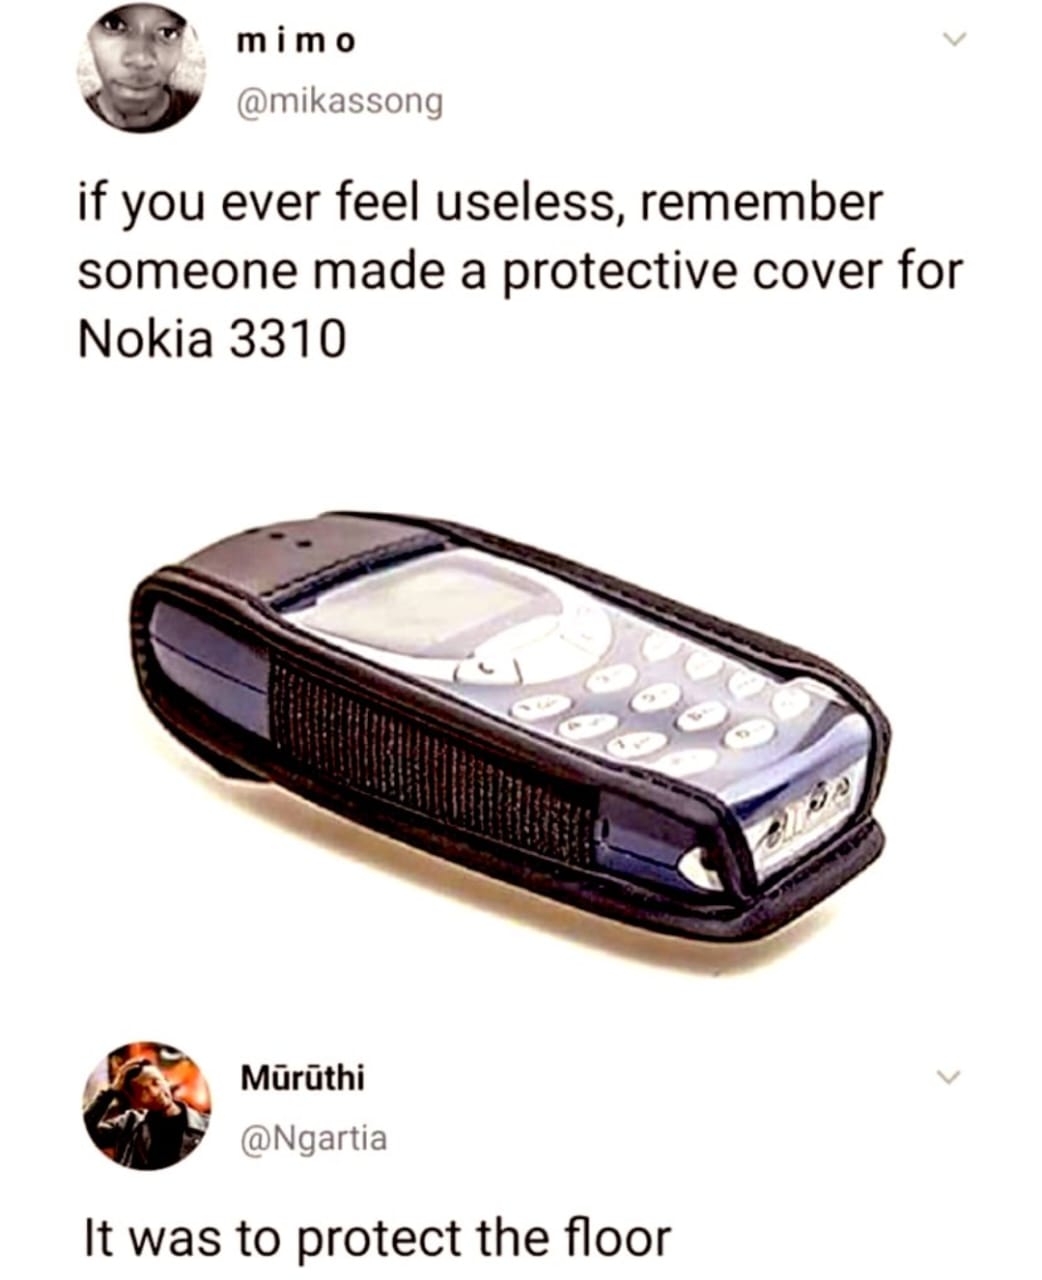 m i m o
@mikassong
if you ever feel useless, remember
someone made a protective cover for
Nokia 3310
Mūrūthi
@Ngartia
It was to protect the floor